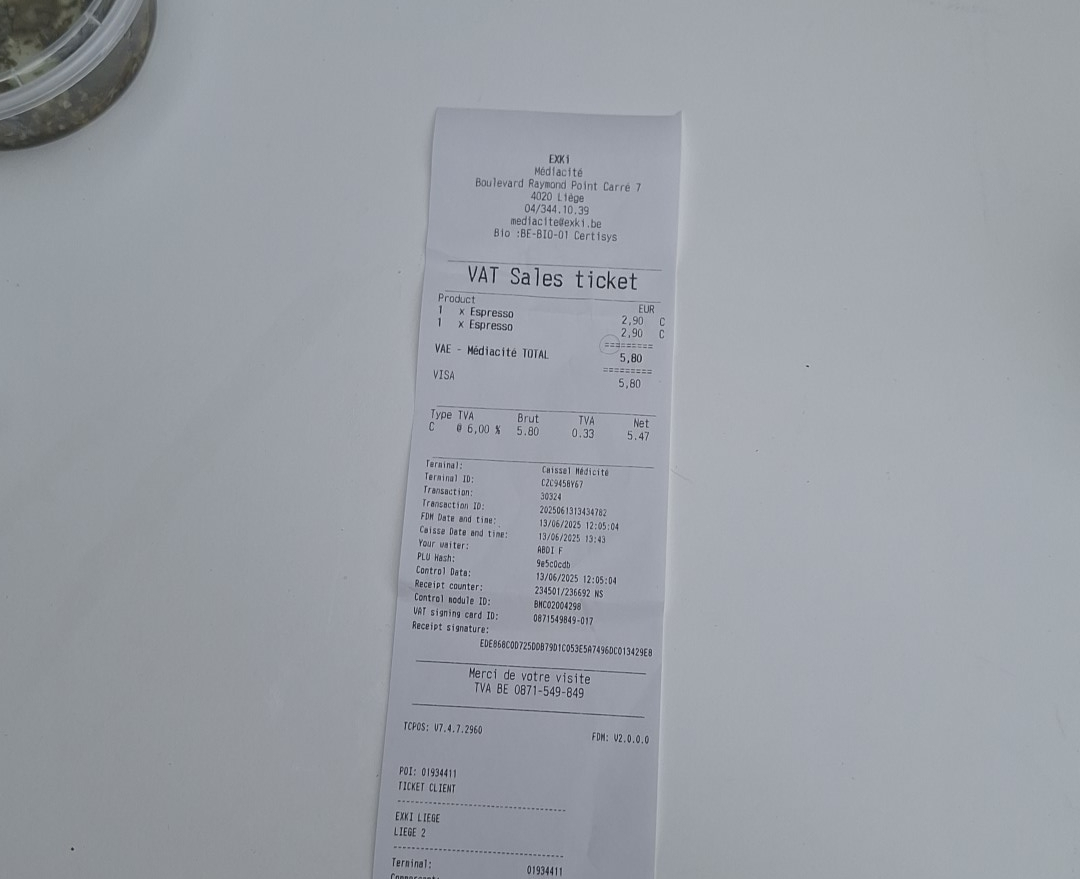 EXKi
Médiacité
Boulevard Raymond Point Carré 7
4020 Liège
04/344.10.39
mediacite@exki.be
Bio :BE-BIO-01 Certisys
VAT Sales ticket
Product EUR
1 x Espresso 2,90 C
1 x Espresso 2,90 C
=========
VAE - Médiacité TOTAL 5,80
=========
VISA 5,80
Type TVA Brut TVA Net
C @ 6,00 % 5.80 0.33 5.47
Terminal: Caisse1 Médicité
Terminal ID: CZC9458Y67
Transaction: 30324
Transaction ID: 2025061313434782
FDM Date and time: 13/06/2025 12:05:04
Caisse Date and time: 13/06/2025 13:43
Your waiter: ABDI F
PLU Hash: 9e5c0cdb
Control Data: 13/06/2025 12:05:04
Receipt counter: 234501/236692 NS
Control module ID: BMC02004298
VAT signing card ID: 0871549849-017
Receipt signature:
EDE868C0D725DDB79D1C053E5A7496DC013429E8
Merci de votre visite
TVA BE 0871-549-849
TCPOS: V7.4.7.2960 FDM: V2.0.0.0
POI: 01934411
TICKET CLIENT
EXKI LIEGE
LIEGE 2
Terminal: 01934411